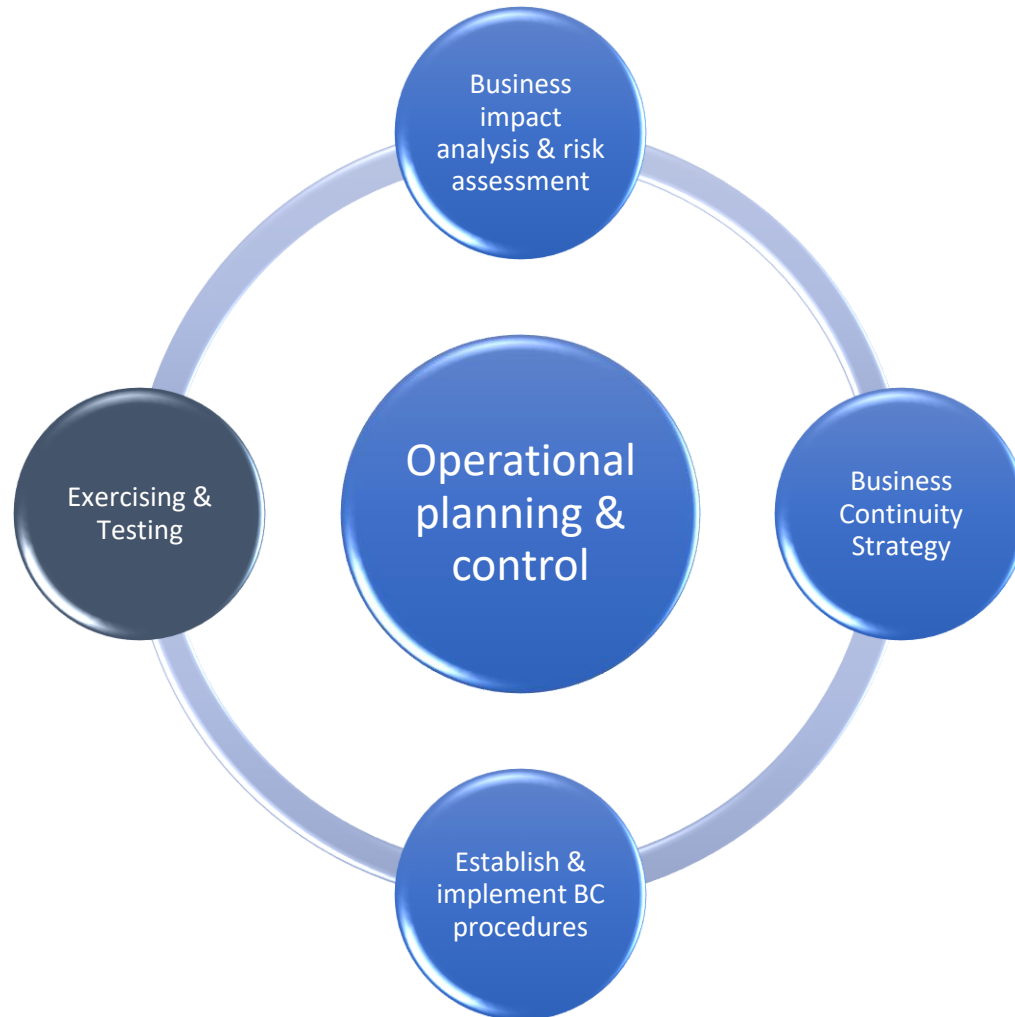 Business
impact
analysis & risk
assessment
Operational
planning &
control
Exercising &
Testing
Business
Continuity
Strategy
Establish &
implement BC
procedures